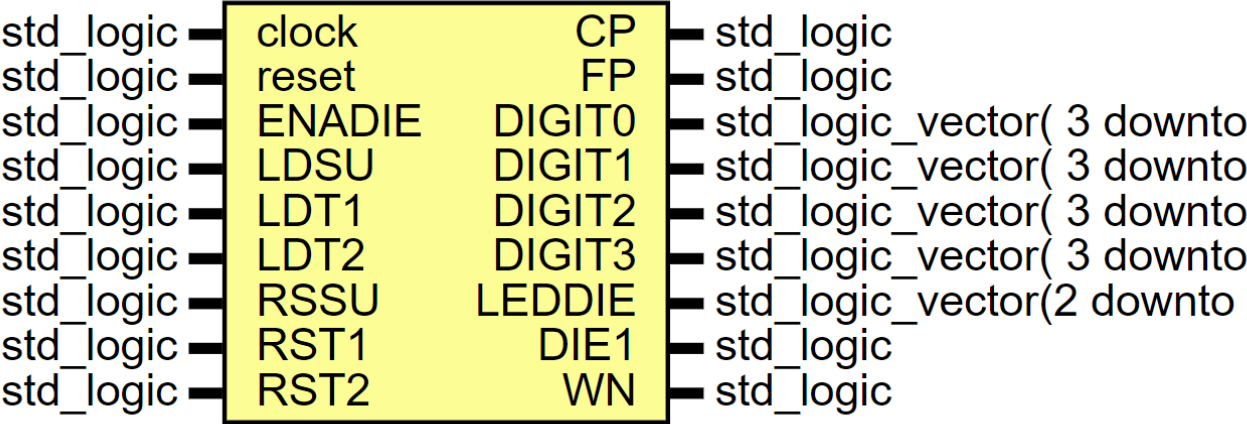 std_logic clock CP std_logic
std_logic reset FP std_logic
std_logic ENADIE DIGIT0 std_logic_vector( 3 downto
std_logic LDSU DIGIT1 std_logic_vector( 3 downto
std_logic LDT1 DIGIT2 std_logic_vector( 3 downto
std_logic LDT2 DIGIT3 std_logic_vector( 3 downto
std_logic RSSU LEDDIE std_logic_vector(2 downto
std_logic RST1 DIE1 std_logic
std_logic RST2 WN std_logic